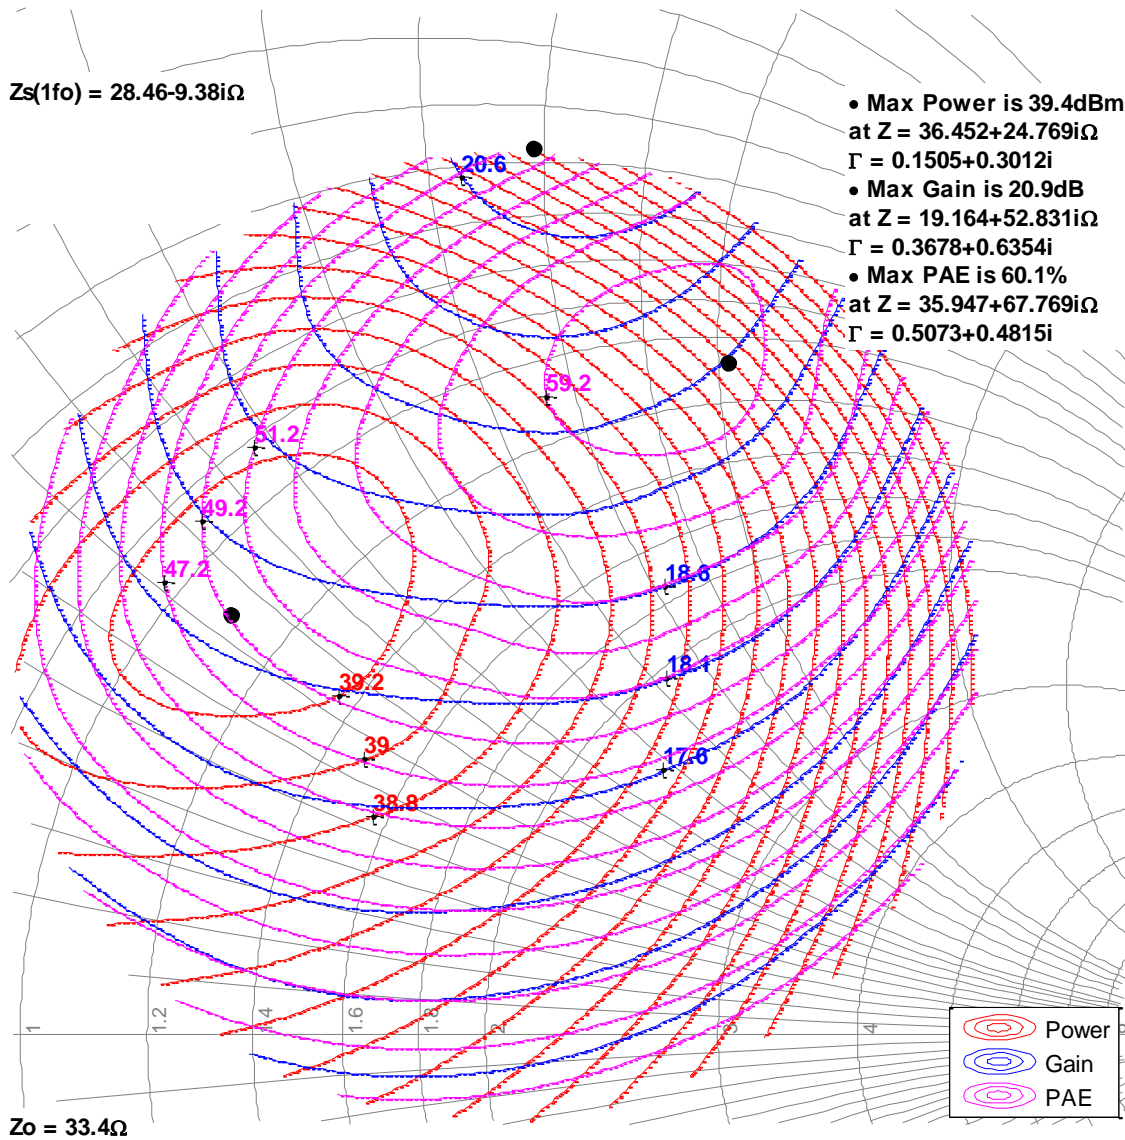 Zs(1fo) = 28.46-9.38iΩ
• Max Power is 39.4dBm
at Z = 36.452+24.769iΩ
Γ = 0.1505+0.3012i
• Max Gain is 20.9dB
at Z = 19.164+52.831iΩ
Γ = 0.3678+0.6354i
• Max PAE is 60.1%
at Z = 35.947+67.769iΩ
Γ = 0.5073+0.4815i
20.6
59.2
51.2
49.2
47.2
18.6
18.1
39.2
39
17.6
38.8
1
1.2
1.4
1.6
1.8
2
3
4
Power
Gain
PAE
Zo = 33.4Ω